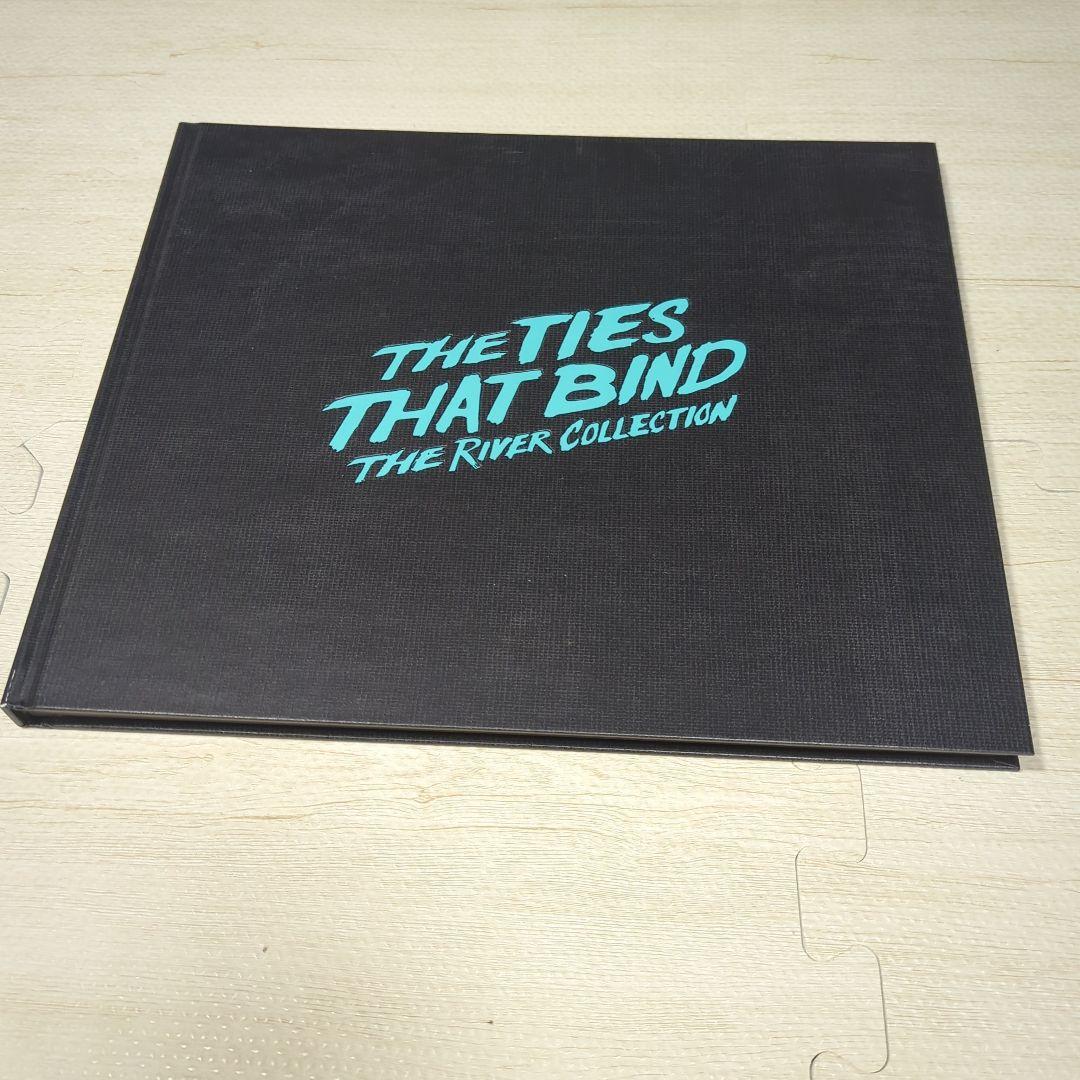 THE TIES
THAT BIND
THE RIVER COLLECTION